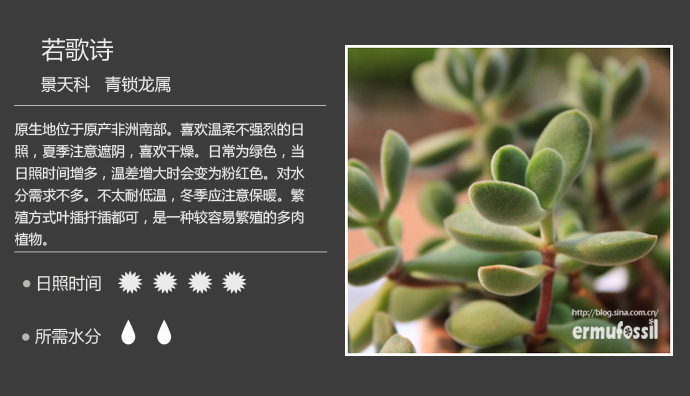 若歌诗
景天科 青锁龙属
原生地位于原产非洲南部。喜欢温柔不强烈的日
照，夏季注意遮阴，喜欢干燥。日常为绿色，当
日照时间增多，温差增大时会变为粉红色。对水
分需求不多。不太耐低温，冬季应注意保暖。繁
殖方式叶插扦插都可，是一种较容易繁殖的多肉
植物。
日照时间
所需水分
http://blog.sina.com.cn/
ermufossil